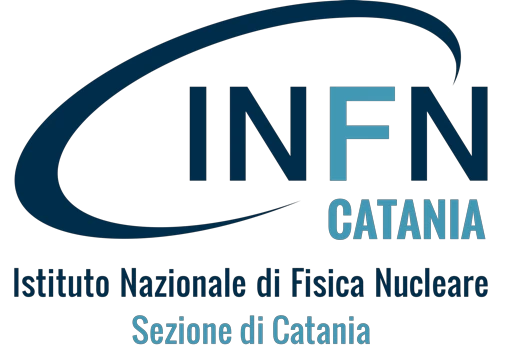 INFN
CATANIA
Istituto Nazionale di Fisica Nucleare
Sezione di Catania